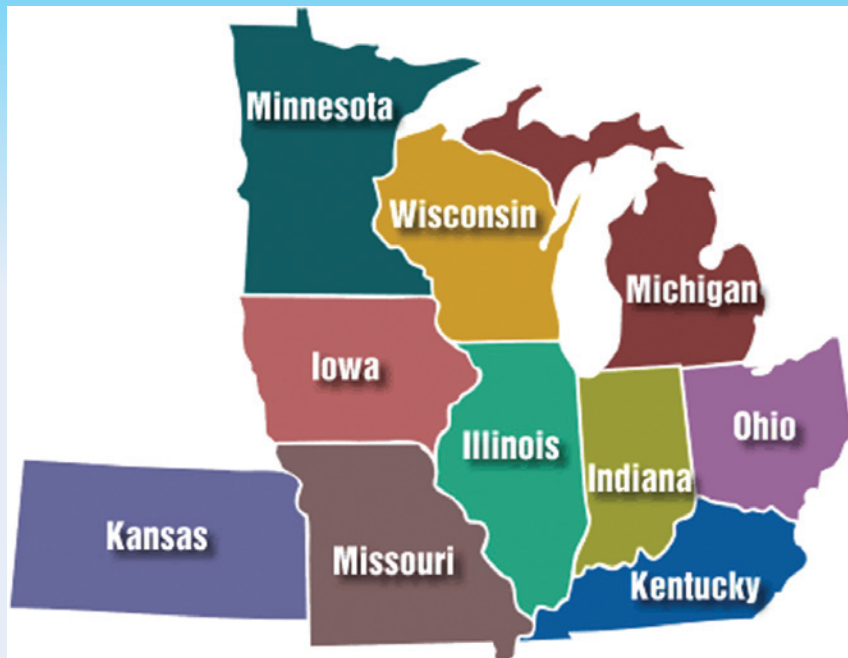 Minnesota
Wisconsin
Michigan
Iowa
Illinois
Indiana
Ohio
Kansas
Missouri
Kentucky